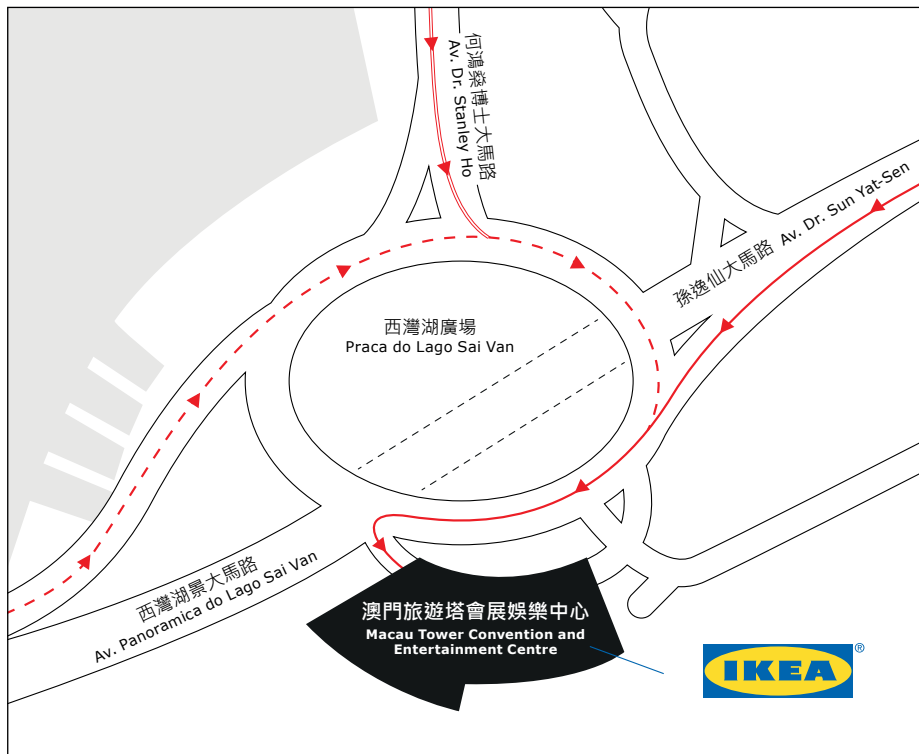 何鴻燊博士大馬路
Av. Dr. Stanley Ho
孫逸仙大馬路 Av. Dr. Sun Yat-Sen
西灣湖廣場
Praca do Lago Sai Van
西灣湖景大馬路
Av. Panoramica do Lago Sai Van
澳門旅遊塔會展娛樂中心
Macau Tower Convention and
Entertainment Centre
IKEA®